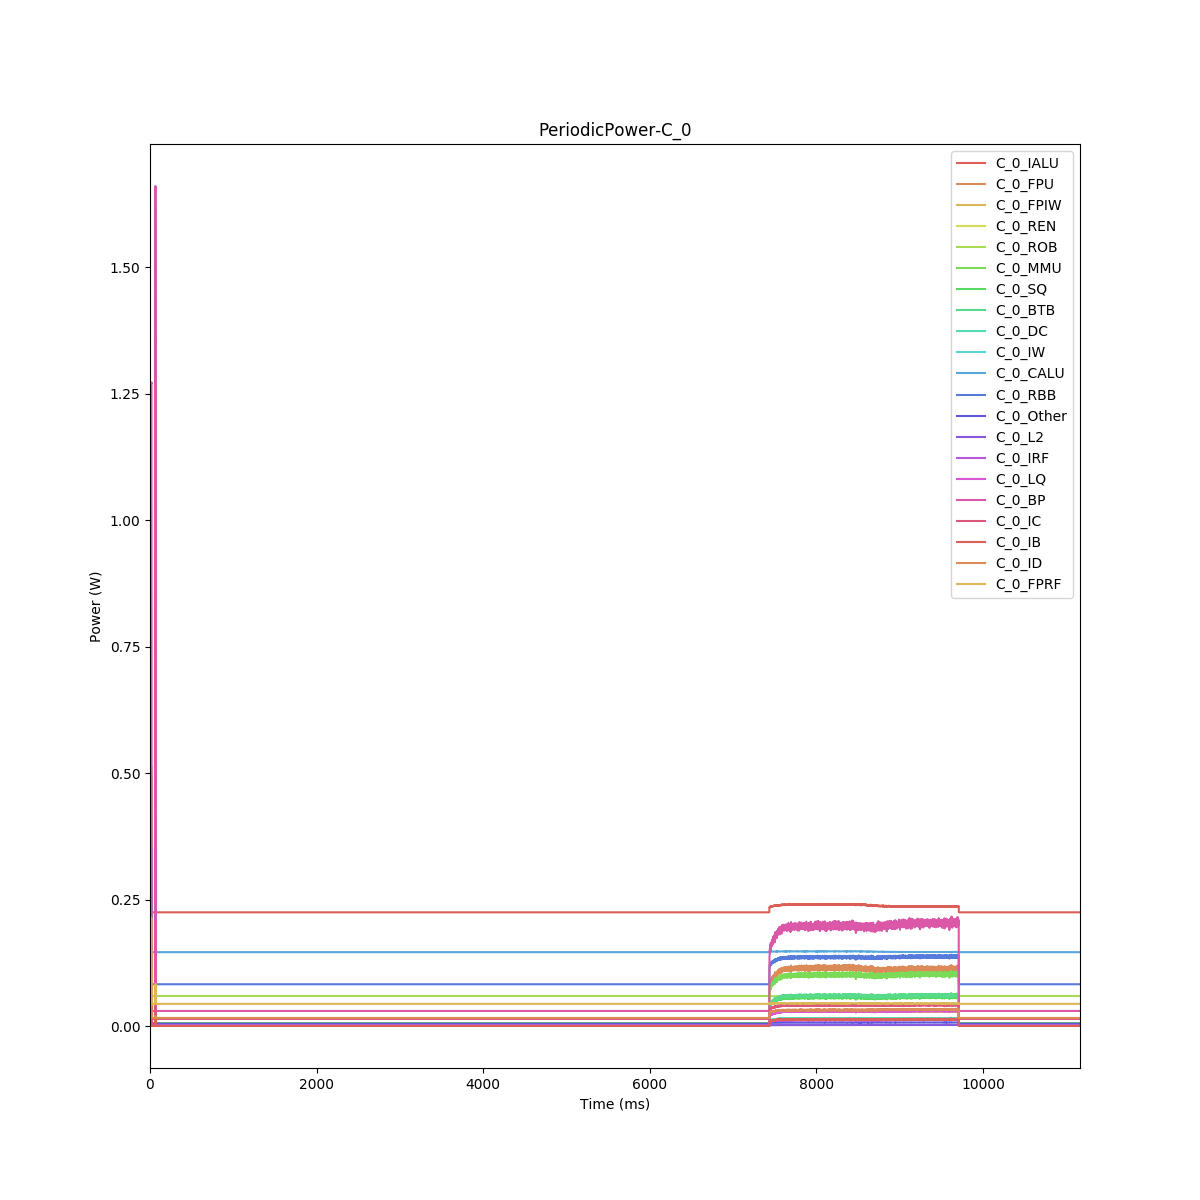 PeriodicPower-C_0
C_0_IALU
C_0_FPU
C_0_FPIW
C_0_REN
C_0_ROB
C_0_MMU
C_0_SQ
C_0_BTB
C_0_DC
C_0_IW
C_0_CALU
C_0_RBB
C_0_Other
C_0_L2
C_0_IRF
C_0_LQ
C_0_BP
C_0_IC
C_0_IB
C_0_ID
C_0_FPRF
1.50
1.25
1.00
0.75
0.50
0.25
0.00
Power (W)
0 2000 4000 6000 8000 10000
Time (ms)